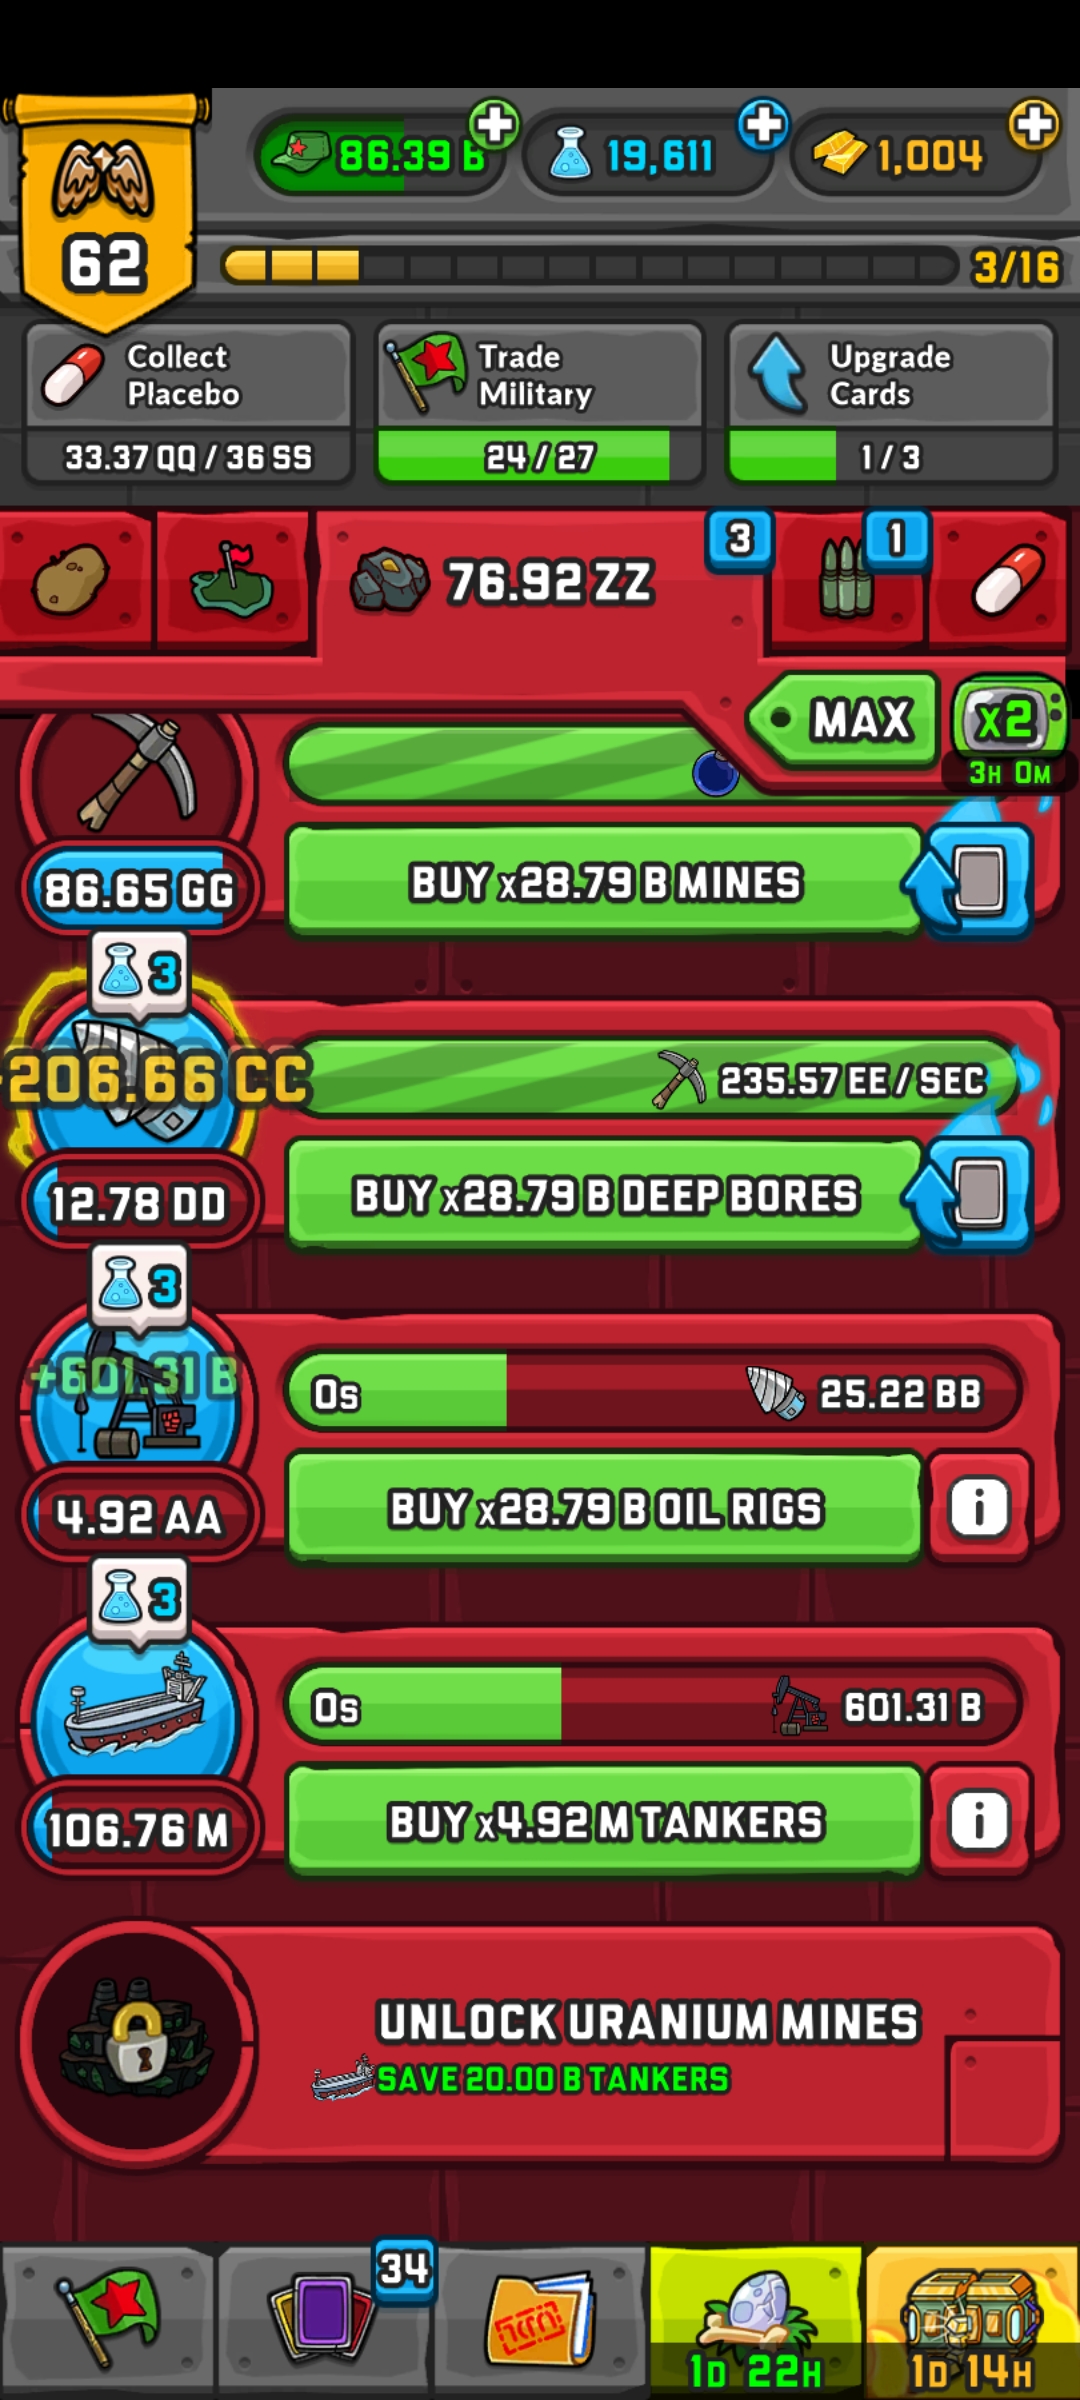 62
86.39 B
19,611
1,004
3/16
Collect
Placebo
33.37 QQ / 36 SS
Trade
Military
24 / 27
Upgrade
Cards
1 / 3
76.92 ZZ
3
1
MAX
x2
3H 0M
86.65 GG
BUY x28.79 B MINES
3
206.66 CC
235.57 EE / SEC
12.78 DD
BUY x28.79 B DEEP BORES
3
+601.31 B
0s
25.22 BB
4.92 AA
BUY x28.79 B OIL RIGS
i
3
0s
601.31 B
106.76 M
BUY x4.92 M TANKERS
i
UNLOCK URANIUM MINES
SAVE 20.00 B TANKERS
34
1D 22H
1D 14H